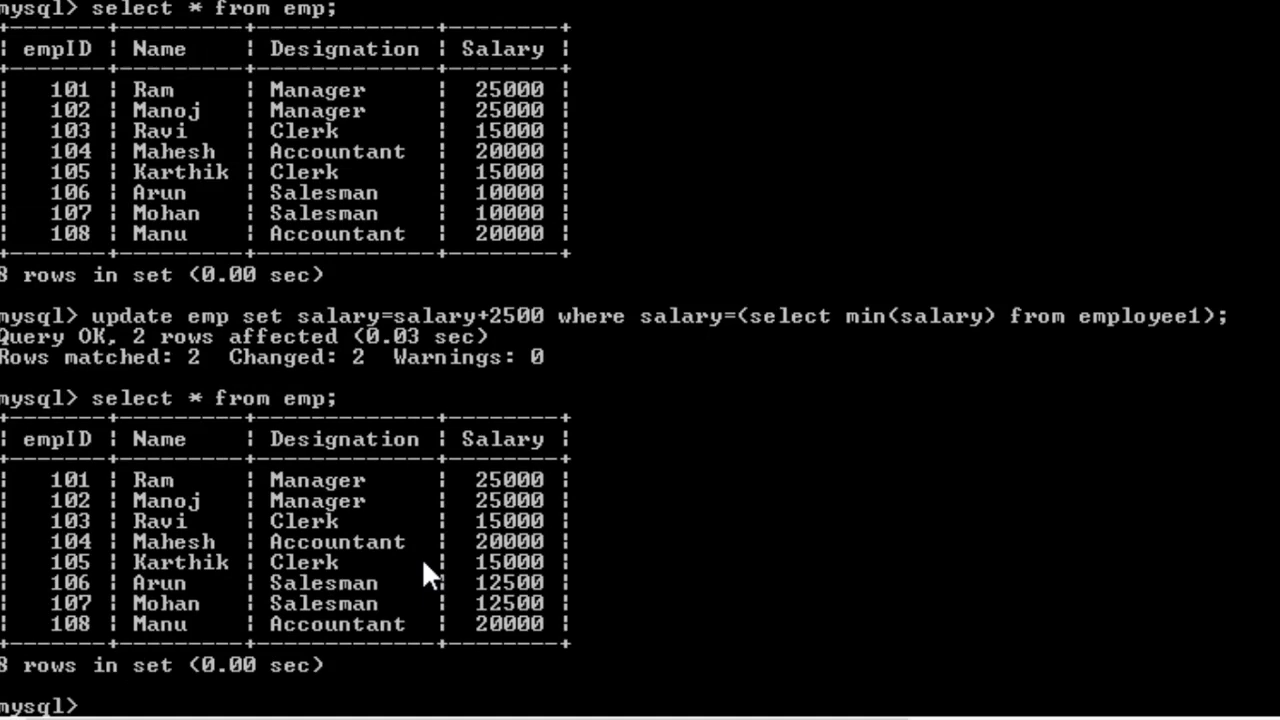 mysql> select * from emp;
+-------+---------+-------------+--------+
| empID | Name | Designation | Salary |
+-------+---------+-------------+--------+
| 101 | Ram | Manager | 25000 |
| 102 | Manoj | Manager | 25000 |
| 103 | Ravi | Clerk | 15000 |
| 104 | Mahesh | Accountant | 20000 |
| 105 | Karthik | Clerk | 15000 |
| 106 | Arun | Salesman | 10000 |
| 107 | Mohan | Salesman | 10000 |
| 108 | Manu | Accountant | 20000 |
+-------+---------+-------------+--------+
8 rows in set (0.00 sec)
mysql> update emp set salary=salary+2500 where salary=(select min(salary) from employee1);
Query OK, 2 rows affected (0.03 sec)
Rows matched: 2 Changed: 2 Warnings: 0
mysql> select * from emp;
+-------+---------+-------------+--------+
| empID | Name | Designation | Salary |
+-------+---------+-------------+--------+
| 101 | Ram | Manager | 25000 |
| 102 | Manoj | Manager | 25000 |
| 103 | Ravi | Clerk | 15000 |
| 104 | Mahesh | Accountant | 20000 |
| 105 | Karthik | Clerk | 15000 |
| 106 | Arun | Salesman | 12500 |
| 107 | Mohan | Salesman | 12500 |
| 108 | Manu | Accountant | 20000 |
+-------+---------+-------------+--------+
8 rows in set (0.00 sec)
mysql>